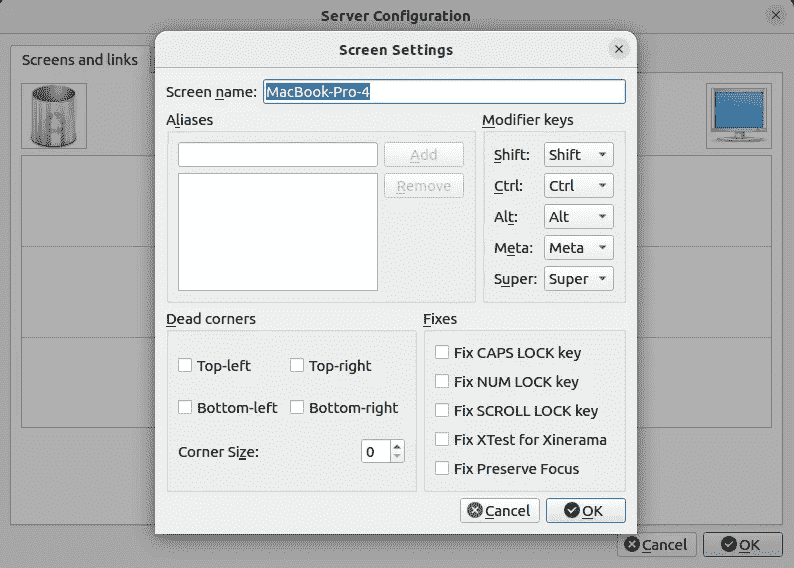 Server Configuration
Screens and links
Screen Settings
Screen name: MacBook-Pro-4
Aliases
Modifier keys
Add
Remove
Shift: Shift
Ctrl: Ctrl
Alt: Alt
Meta: Meta
Super: Super
Dead corners
Fixes
Top-left
Top-right
Bottom-left
Bottom-right
Corner Size: 0
Fix CAPS LOCK key
Fix NUM LOCK key
Fix SCROLL LOCK key
Fix XTest for Xinerama
Fix Preserve Focus
Cancel
OK
Cancel
OK